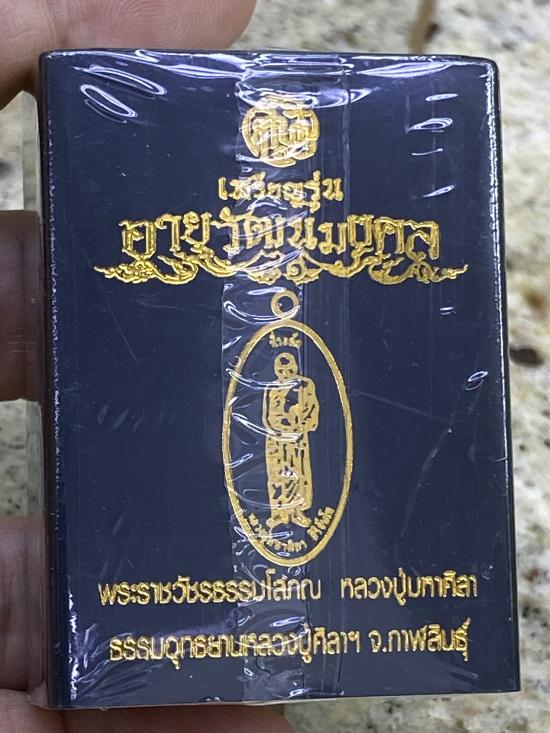 เหรียญรุ่น
อายุวัฒนมงคล
พระราชวัชรธรรมโสภณ หลวงปู่มหาศิลา
ธรรมอุทธยานหลวงปู่ศิลาฯ จ.กาฬสินธุ์